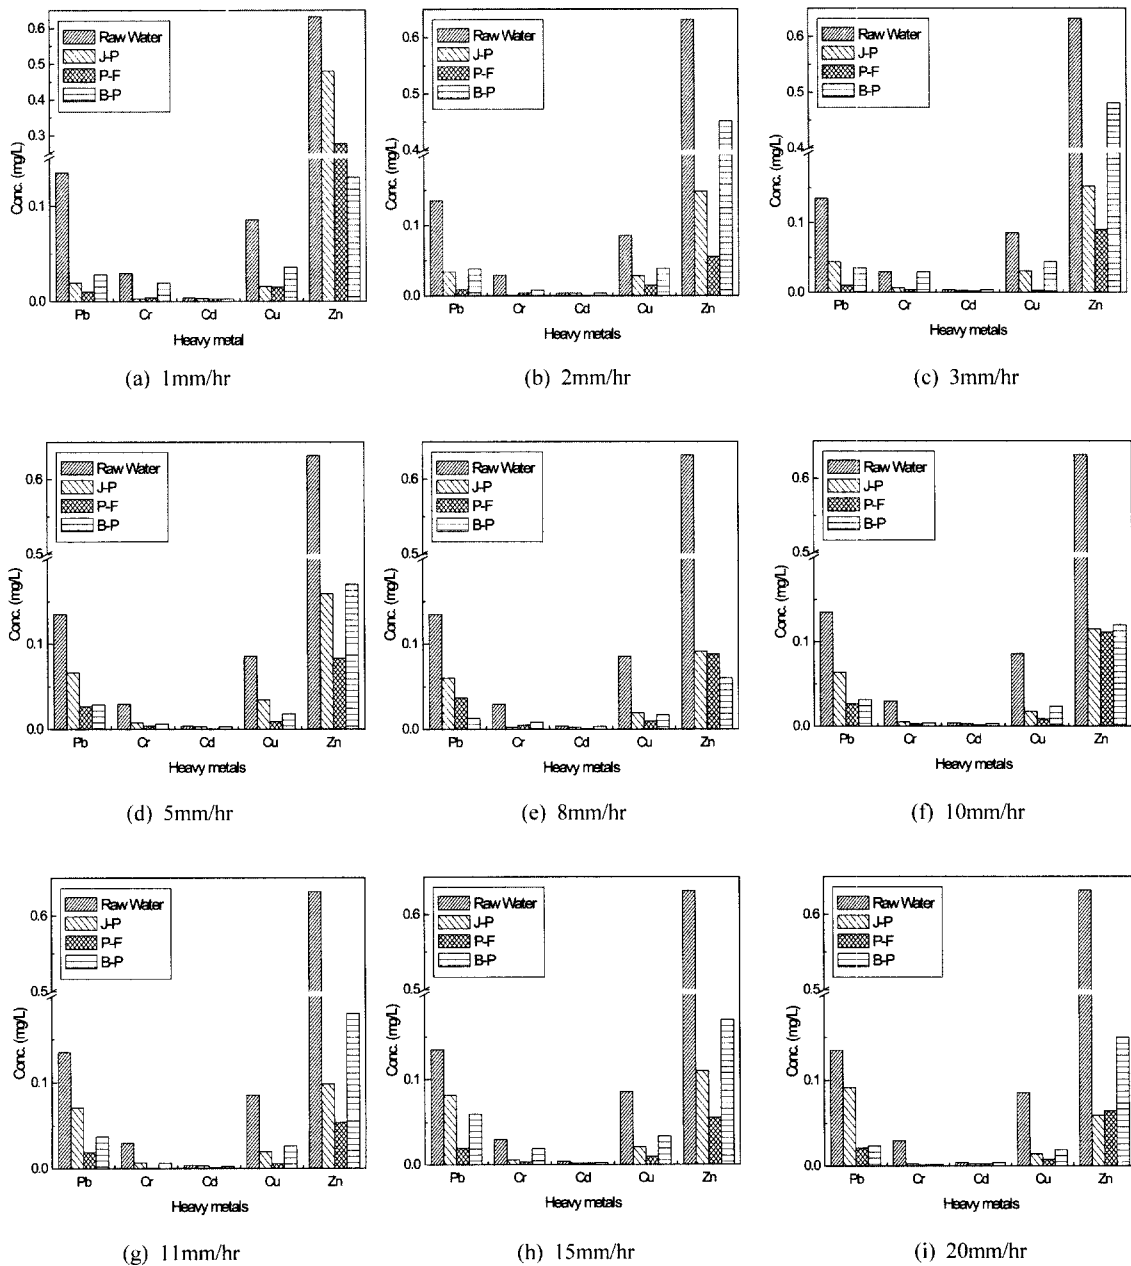 Raw Water
J-P
P-F
B-P
0.6
0.5
0.4
0.3
0.1
0.0
Conc. (mg/L)
Pb Cr Cd Cu Zn
Heavy metal
(a) 1mm/hr
Raw Water
J-P
P-F
B-P
0.6
0.5
0.4
0.1
0.0
Conc. (mg/L)
Pb Cr Cd Cu Zn
Heavy metals
(b) 2mm/hr
Raw Water
J-P
P-F
B-P
0.6
0.5
0.4
0.1
0.0
Conc. (mg/L)
Pb Cr Cd Cu Zn
Heavy metals
(c) 3mm/hr
Raw Water
J-P
P-F
B-P
0.6
0.5
0.1
0.0
Conc. (mg/L)
Pb Cr Cd Cu Zn
Heavy metals
(d) 5mm/hr
Raw Water
J-P
P-F
B-P
0.6
0.5
0.1
0.0
Conc. (mg/L)
Pb Cr Cd Cu Zn
Heavy metals
(e) 8mm/hr
Raw Water
J-P
P-F
B-P
0.6
0.5
0.1
0.0
Conc. (mg/L)
Pb Cr Cd Cu Zn
Heavy metals
(f) 10mm/hr
Raw Water
J-P
P-F
B-P
0.6
0.5
0.1
0.0
Conc. (mg/L)
Pb Cr Cd Cu Zn
Heavy metals
(g) 11mm/hr
Raw Water
J-P
P-F
B-P
0.6
0.5
0.1
0.0
Conc. (mg/L)
Pb Cr Cd Cu Zn
Heavy metals
(h) 15mm/hr
Raw Water
J-P
P-F
B-P
0.6
0.5
0.1
0.0
Conc. (mg/L)
Pb Cr Cd Cu Zn
Heavy metals
(i) 20mm/hr